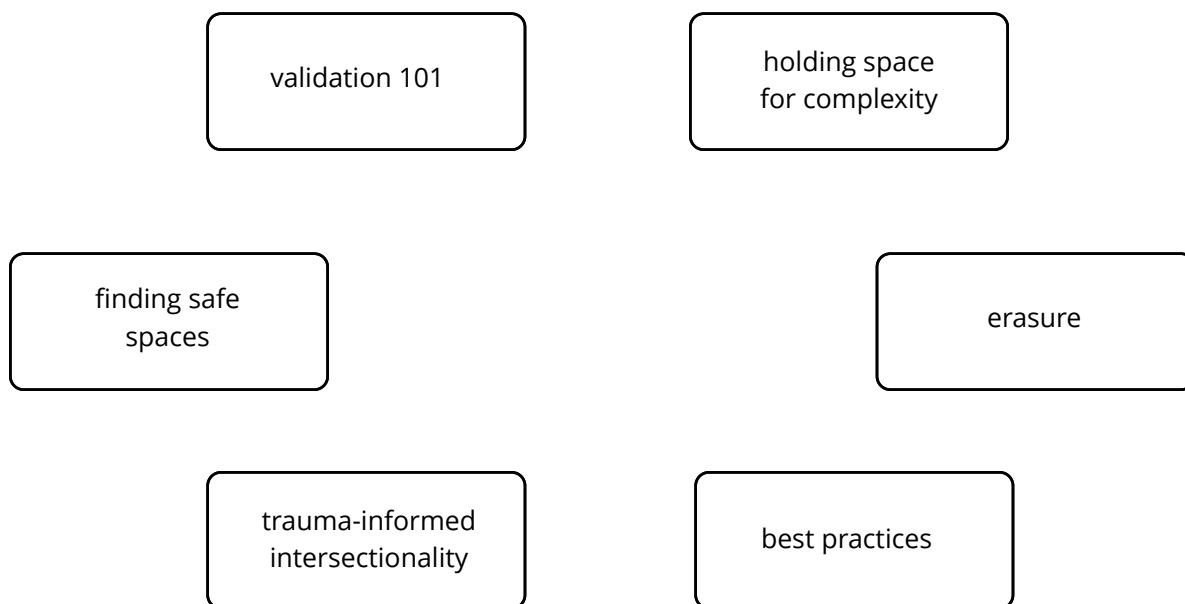 validation 101
holding space
for complexity
finding safe
spaces
erasure
trauma-informed
intersectionality
best practices